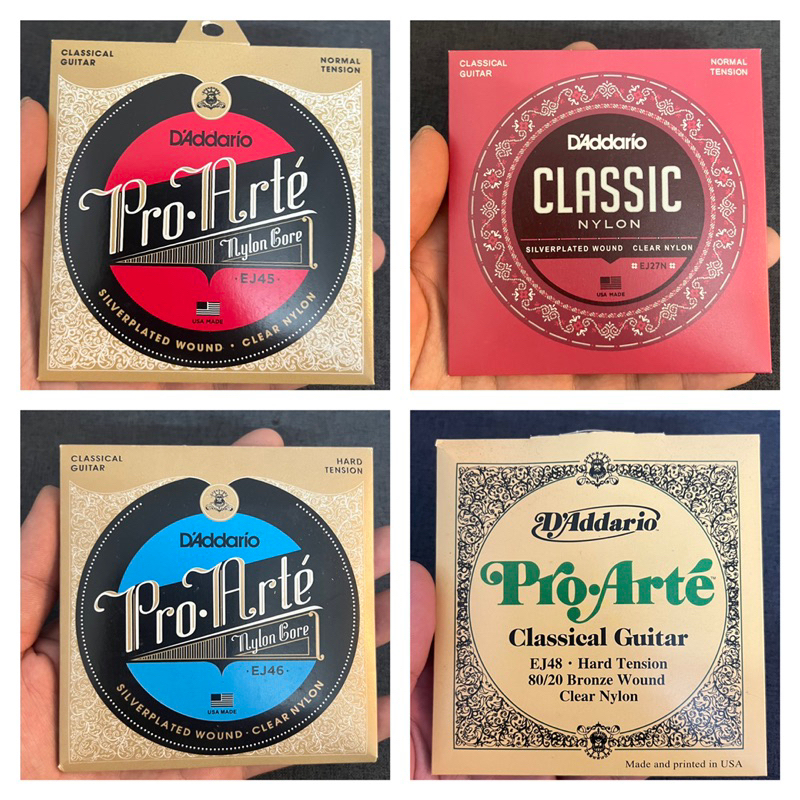 CLASSICAL
GUITAR
NORMAL
TENSION
D'Addario
Pro·Arté
Nylon Core
·EJ45·
USA MADE
SILVERPLATED WOUND · CLEAR NYLON
CLASSICAL
GUITAR
NORMAL
TENSION
D'Addario
CLASSIC
NYLON
SILVERPLATED WOUND CLEAR NYLON
EJ27N
USA MADE
CLASSICAL
GUITAR
HARD
TENSION
D'Addario
Pro·Arté
Nylon Core
·EJ46·
USA MADE
SILVERPLATED WOUND · CLEAR NYLON
D'Addario
Pro·Arté™
Classical Guitar
EJ48 · Hard Tension
80/20 Bronze Wound
Clear Nylon
Made and printed in USA